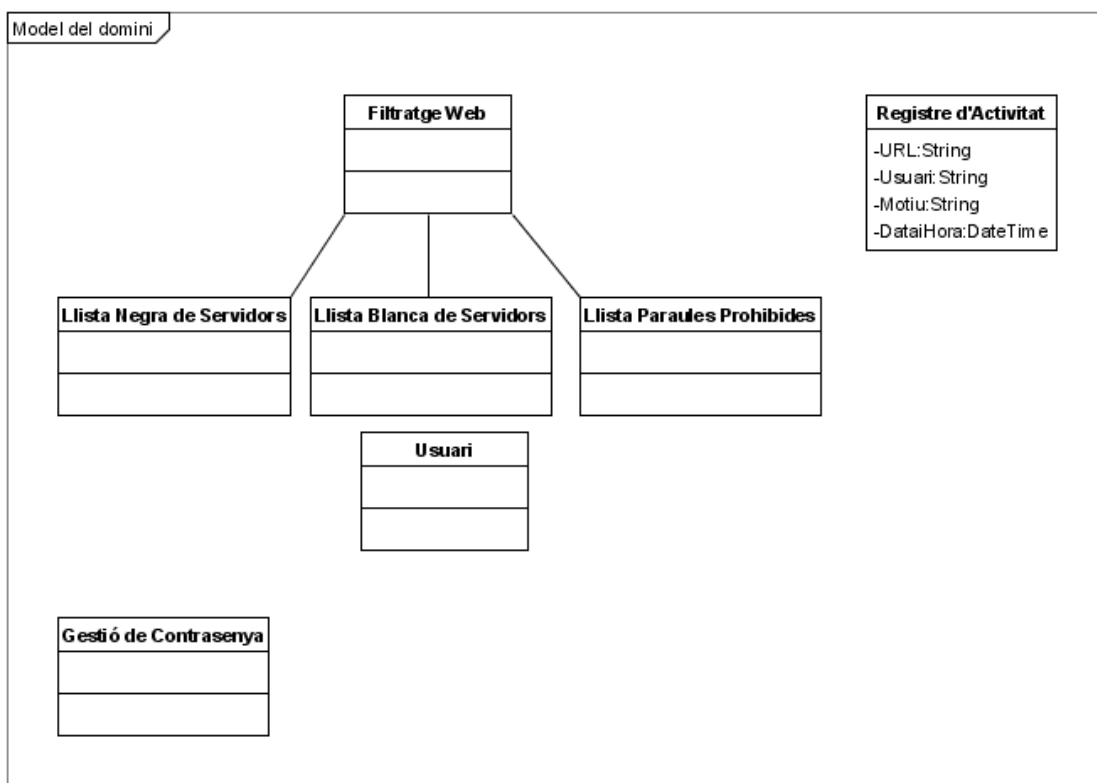 Model del domini
Filtratge Web
Registre d'Activitat
-URL:String
-Usuari:String
-Motiu:String
-DataiHora:DateTime
Llista Negra de Servidors
Llista Blanca de Servidors
Llista Paraules Prohibides
Usuari
Gestió de Contrasenya